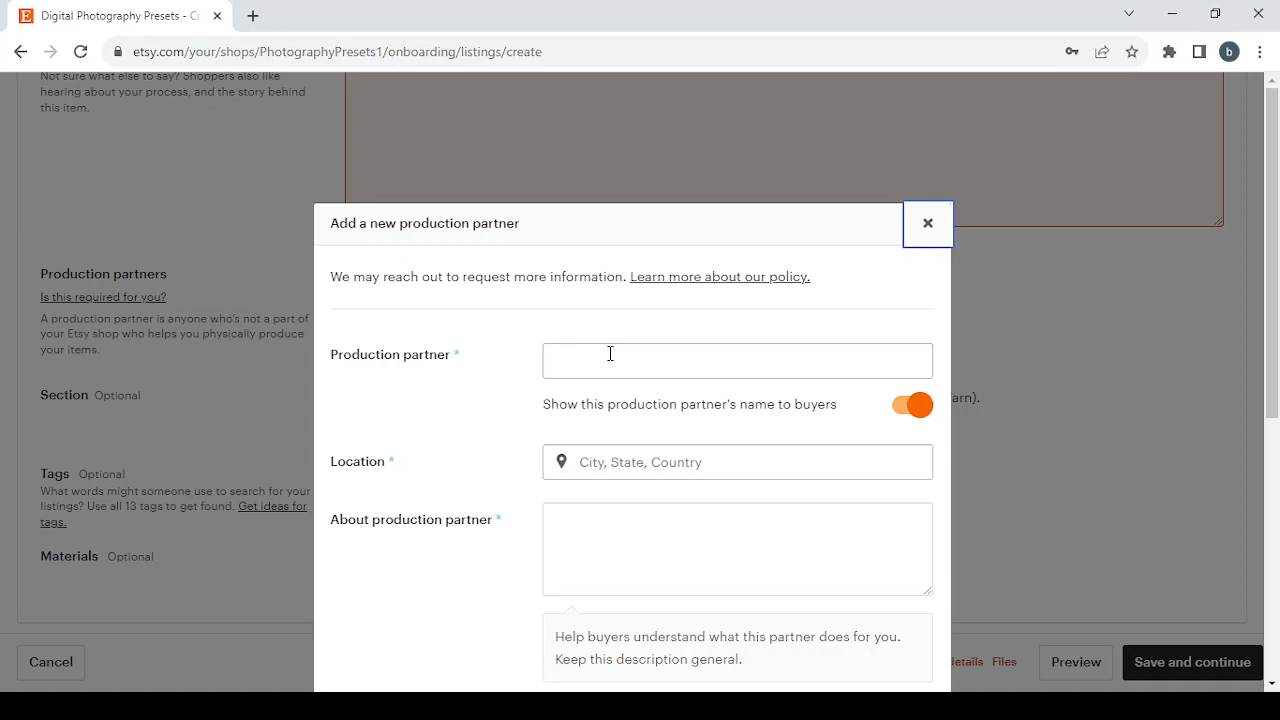 Digital Photography Presets - Cr
etsy.com/your/shops/PhotographyPresets1/onboarding/listings/create
b
Not sure what else to say? Shoppers also like
hearing about your process, and the story behind
this item.
Add a new production partner
We may reach out to request more information. Learn more about our policy.
Production partners
Is this required for you?
A production partner is anyone who's not a part of
your Etsy shop who helps you physically produce
your items.
Production partner *
Show this production partner's name to buyers
Section Optional
arn).
Location *
City, State, Country
Tags Optional
What words might someone use to search for your
listings? Use all 13 tags to get found. Get ideas for
tags.
About production partner *
Materials Optional
Help buyers understand what this partner does for you.
Keep this description general.
Cancel
details Files
Preview
Save and continue